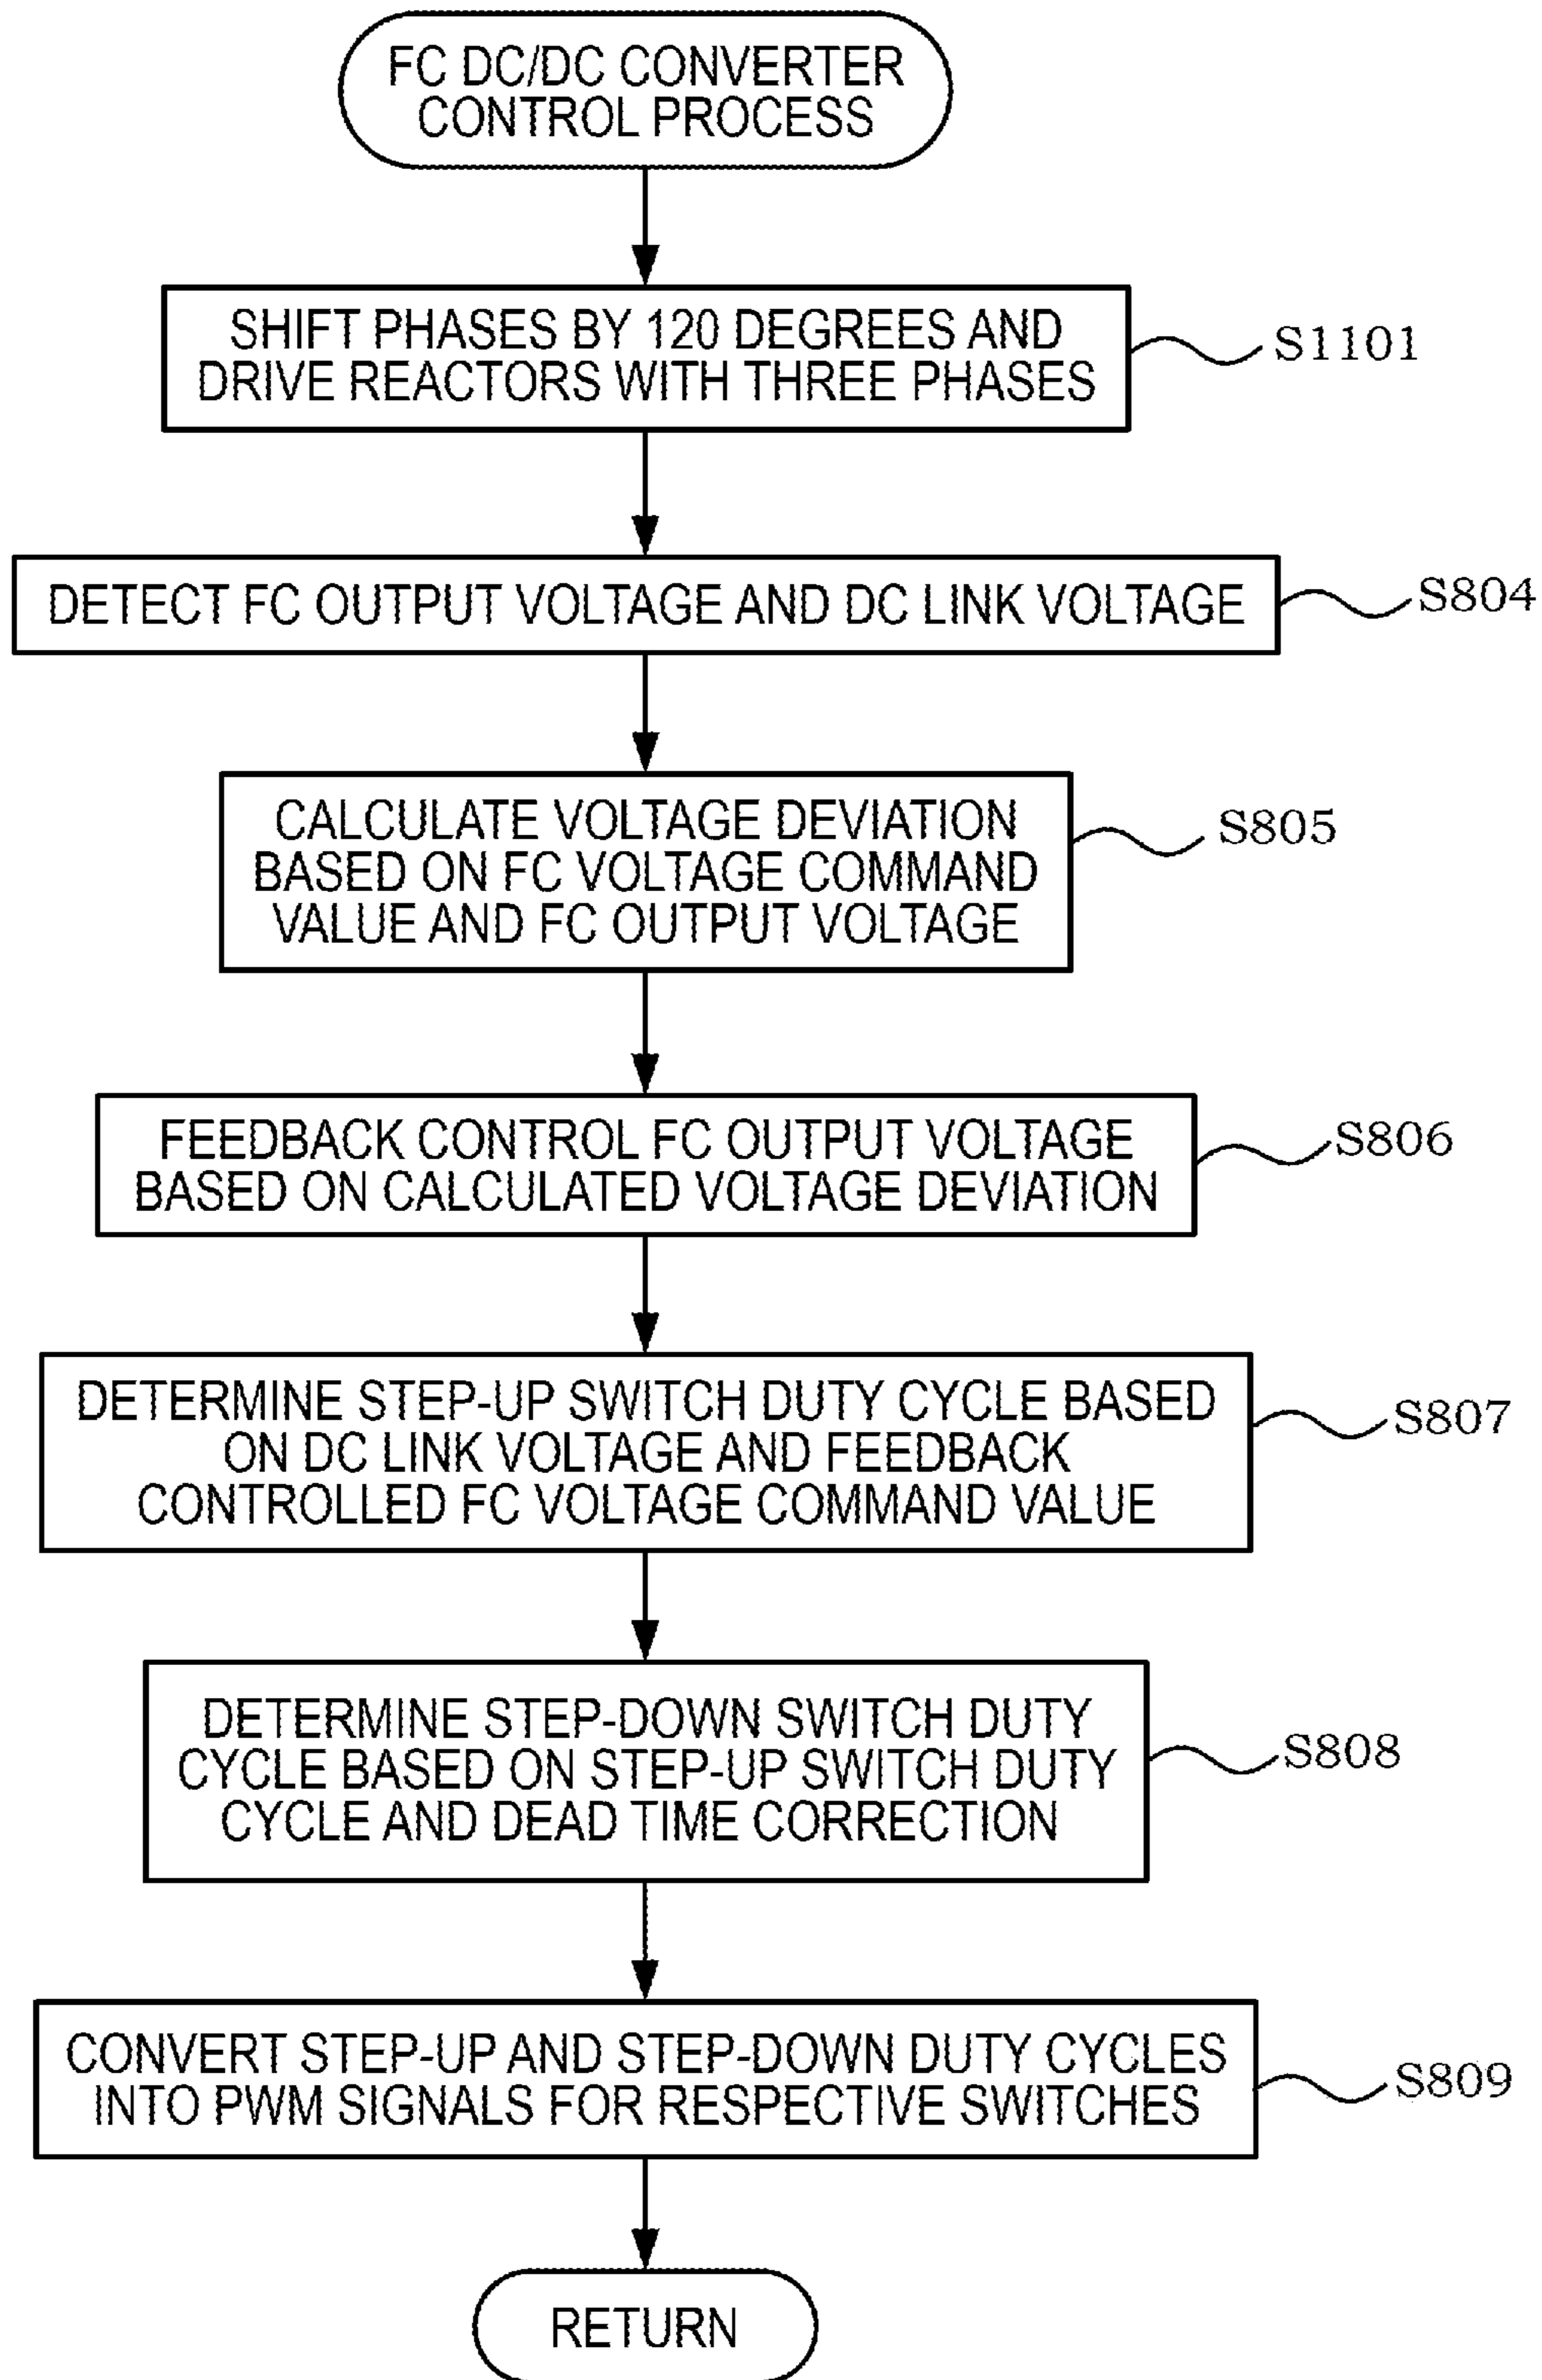 FC DC/DC CONVERTER
CONTROL PROCESS
SHIFT PHASES BY 120 DEGREES AND
DRIVE REACTORS WITH THREE PHASES
S1101
DETECT FC OUTPUT VOLTAGE AND DC LINK VOLTAGE
S804
CALCULATE VOLTAGE DEVIATION
BASED ON FC VOLTAGE COMMAND
VALUE AND FC OUTPUT VOLTAGE
S805
FEEDBACK CONTROL FC OUTPUT VOLTAGE
BASED ON CALCULATED VOLTAGE DEVIATION
S806
DETERMINE STEP-UP SWITCH DUTY CYCLE BASED
ON DC LINK VOLTAGE AND FEEDBACK
CONTROLLED FC VOLTAGE COMMAND VALUE
S807
DETERMINE STEP-DOWN SWITCH DUTY
CYCLE BASED ON STEP-UP SWITCH DUTY
CYCLE AND DEAD TIME CORRECTION
S808
CONVERT STEP-UP AND STEP-DOWN DUTY CYCLES
INTO PWM SIGNALS FOR RESPECTIVE SWITCHES
S809
RETURN